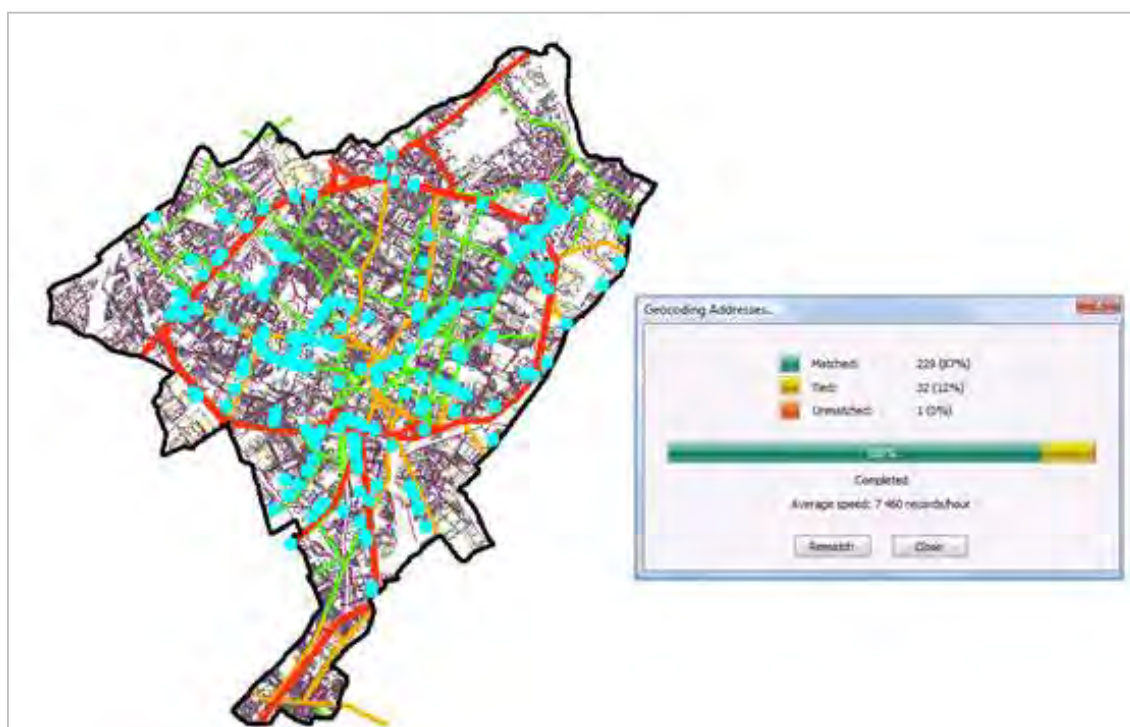 Geocoding Addresses...
Matched: 229 (87%)
Tied: 32 (12%)
Unmatched: 1 (0%)
100%
Completed
Average speed: 7 460 records/hour
Rematch Close